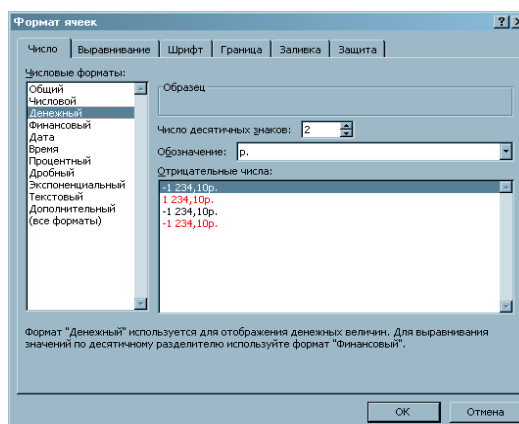 Формат ячеек
Число Выравнивание Шрифт Граница Заливка Защита
Числовые форматы:
Общий
Числовой
Денежный
Финансовый
Дата
Время
Процентный
Дробный
Экспоненциальный
Текстовый
Дополнительный
(все форматы)
Образец
Число десятичных знаков: 2
Обозначение: р.
Отрицательные числа:
-1 234,10р.
1 234,10р.
-1 234,10р.
-1 234,10р.
Формат "Денежный" используется для отображения денежных величин. Для выравнивания
значений по десятичному разделителю используйте формат "Финансовый".
OK Отмена